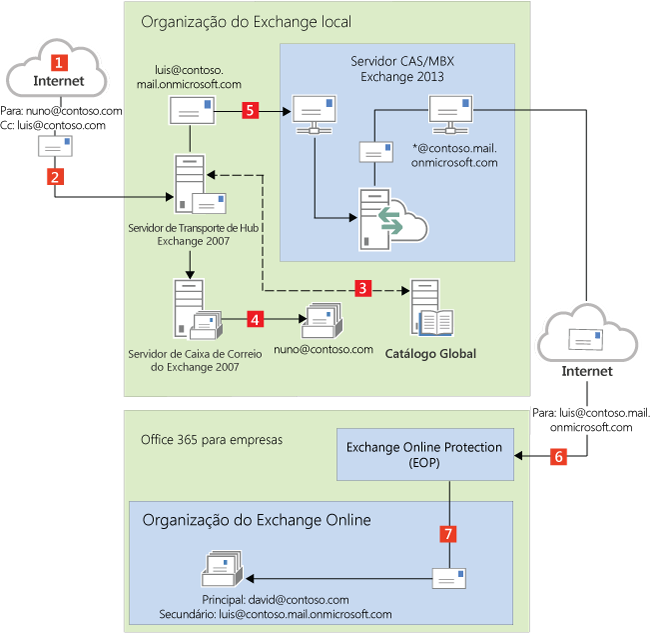 Organização do Exchange local
1
Internet
Para: nuno@contoso.com
Cc: luis@contoso.com
2
luis@contoso.
mail.onmicrosoft.com
5
Servidor CAS/MBX
Exchange 2013
*@contoso.mail.
onmicrosoft.com
Servidor de Transporte de Hub
Exchange 2007
3
4
Servidor de Caixa de Correio
do Exchange 2007
nuno@contoso.com
Catálogo Global
Internet
Para: luis@contoso.mail.
onmicrosoft.com
6
Office 365 para empresas
Exchange Online Protection
(EOP)
7
Organização do Exchange Online
Principal: david@contoso.com
Secundário: luis@contoso.mail.onmicrosoft.com